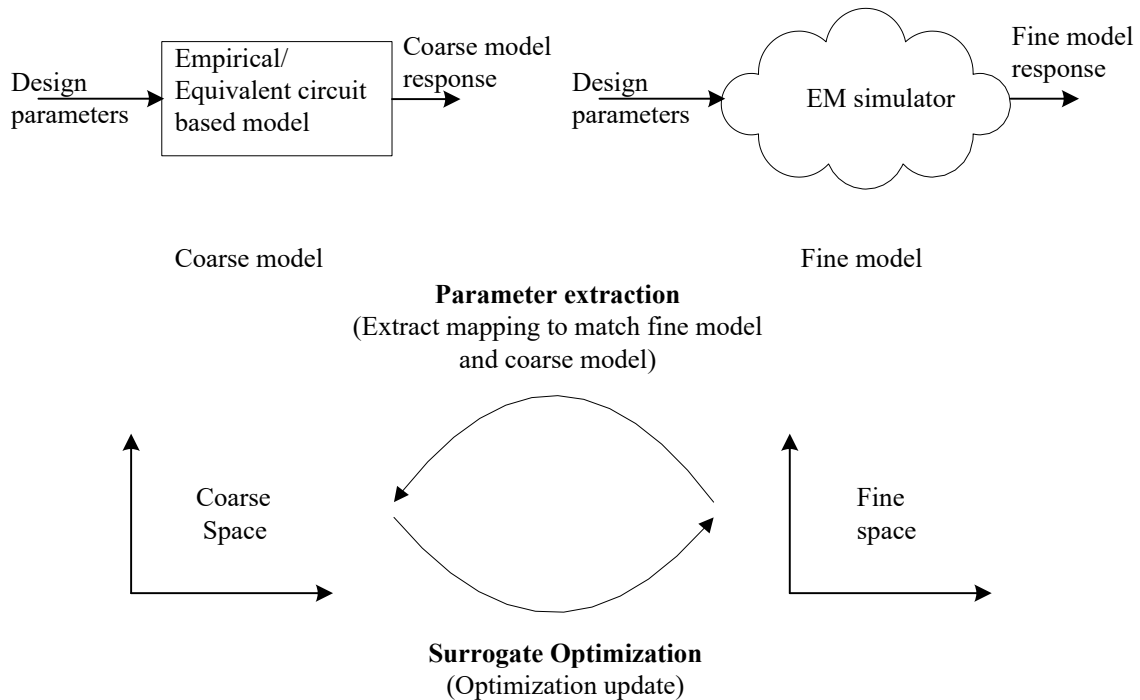 Design
parameters
Empirical/
Equivalent circuit
based model
Coarse model
response
Design
parameters
EM simulator
Fine model
response
Coarse model
Fine model
Parameter extraction
(Extract mapping to match fine model
and coarse model)
Coarse
Space
Fine
space
Surrogate Optimization
(Optimization update)